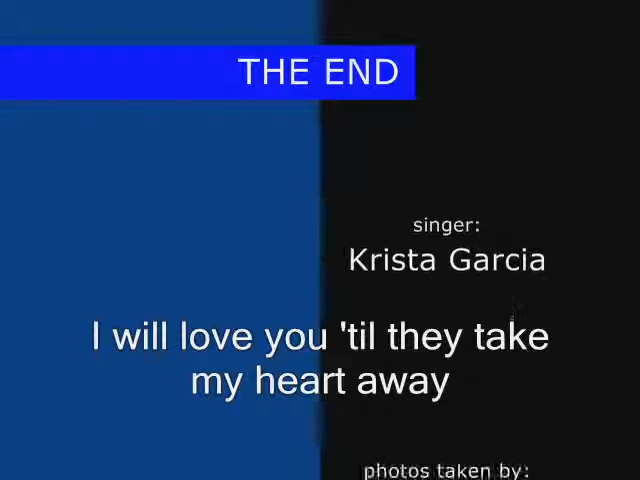 THE END
singer:
Krista Garcia
I will love you 'til they take
my heart away
photos taken by: